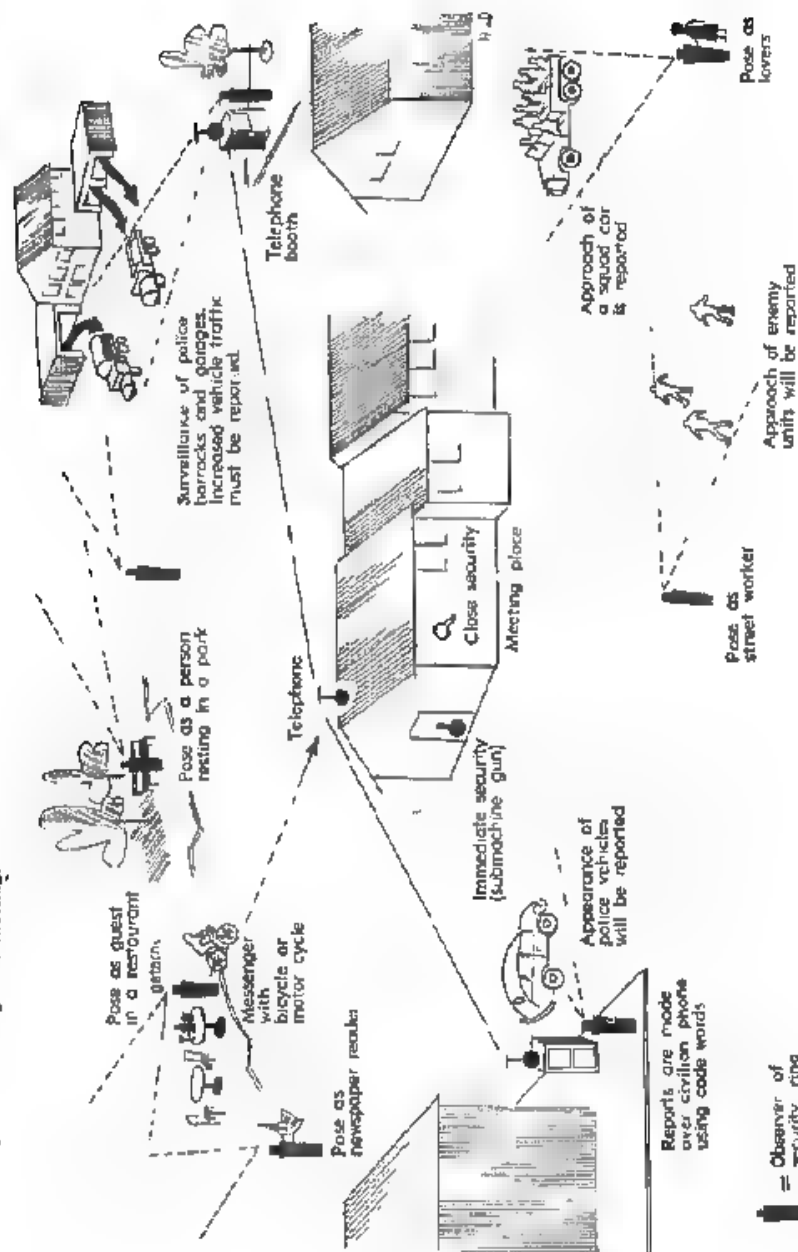 Pose as guest
in a restaurant
Messenger
with
bicycle or
motor cycle
Pose as
newspaper reader
Pose as a person
resting in a park
Surveillance of police
barracks and garages.
Increased vehicle traffic
must be reported.
Telephone
booth
Telephone
Immediate security
(submachine gun)
Close security
Meeting place
Appearance of
police vehicles
will be reported
Reports are made
over civilian phone
using code words
Pose as
street worker
Approach of
a squad car
is reported
Approach of enemy
units will be reported
Pose as
lovers
= Observer of
security ring